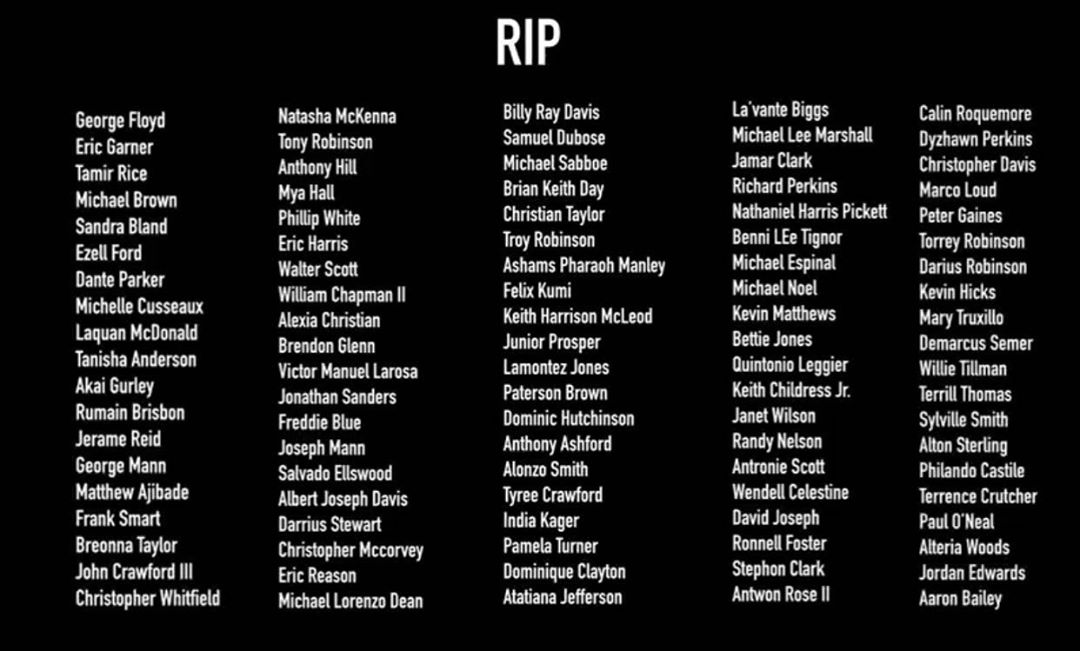 RIP
George Floyd
Eric Garner
Tamir Rice
Michael Brown
Sandra Bland
Ezell Ford
Dante Parker
Michelle Cusseaux
Laquan McDonald
Tanisha Anderson
Akai Gurley
Rumain Brisbon
Jerame Reid
George Mann
Matthew Ajibade
Frank Smart
Breonna Taylor
John Crawford III
Christopher Whitfield
Natasha McKenna
Tony Robinson
Anthony Hill
Mya Hall
Phillip White
Eric Harris
Walter Scott
William Chapman II
Alexia Christian
Brendon Glenn
Victor Manuel Larosa
Jonathan Sanders
Freddie Blue
Joseph Mann
Salvado Ellswood
Albert Joseph Davis
Darrius Stewart
Christopher Mccorvey
Eric Reason
Michael Lorenzo Dean
Billy Ray Davis
Samuel Dubose
Michael Sabboe
Brian Keith Day
Christian Taylor
Troy Robinson
Ashams Pharaoh Manley
Felix Kumi
Keith Harrison McLeod
Junior Prosper
Lamontez Jones
Paterson Brown
Dominic Hutchinson
Anthony Ashford
Alonzo Smith
Tyree Crawford
India Kager
Pamela Turner
Dominique Clayton
Atatiana Jefferson
La'vante Biggs
Michael Lee Marshall
Jamar Clark
Richard Perkins
Nathaniel Harris Pickett
Benni LEe Tignor
Michael Espinal
Michael Noel
Kevin Matthews
Bettie Jones
Quintonio Leggier
Keith Childress Jr.
Janet Wilson
Randy Nelson
Antronie Scott
Wendell Celestine
David Joseph
Ronnell Foster
Stephon Clark
Antwon Rose II
Calin Roquemore
Dyzhawn Perkins
Christopher Davis
Marco Loud
Peter Gaines
Torrey Robinson
Darius Robinson
Kevin Hicks
Mary Truxillo
Demarcus Semer
Willie Tillman
Terrill Thomas
Sylville Smith
Alton Sterling
Philando Castile
Terrence Crutcher
Paul O'Neal
Alteria Woods
Jordan Edwards
Aaron Bailey